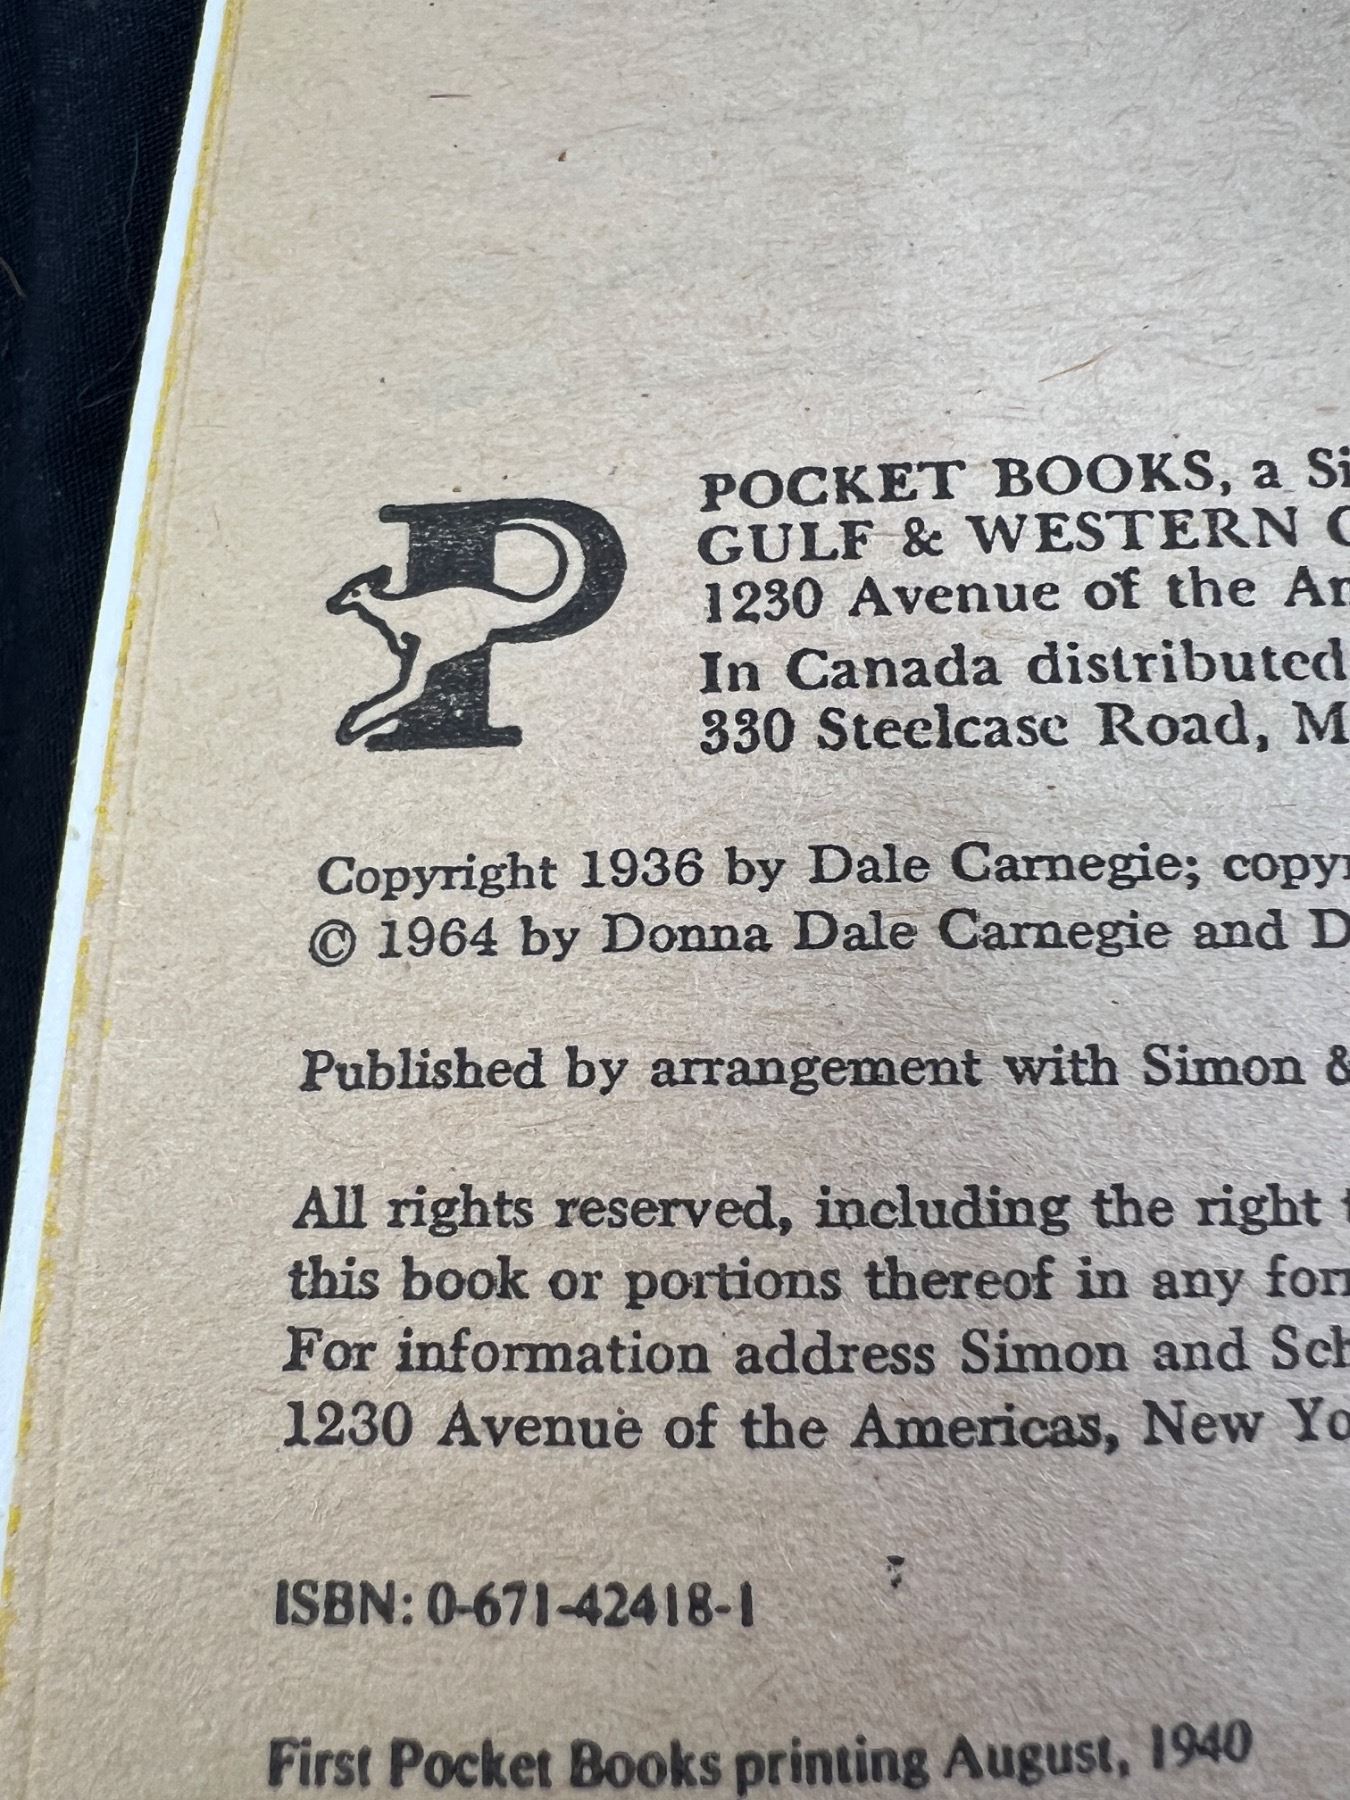 POCKET BOOKS, a Si
GULF & WESTERN C
1230 Avenue of the Am
In Canada distributed
330 Steelcase Road, M
Copyright 1936 by Dale Carnegie; copyr
© 1964 by Donna Dale Carnegie and D
Published by arrangement with Simon &
All rights reserved, including the right t
this book or portions thereof in any for
For information address Simon and Sch
1230 Avenue of the Americas, New Yo
ISBN: 0-671-42418-1
First Pocket Books printing August, 1940